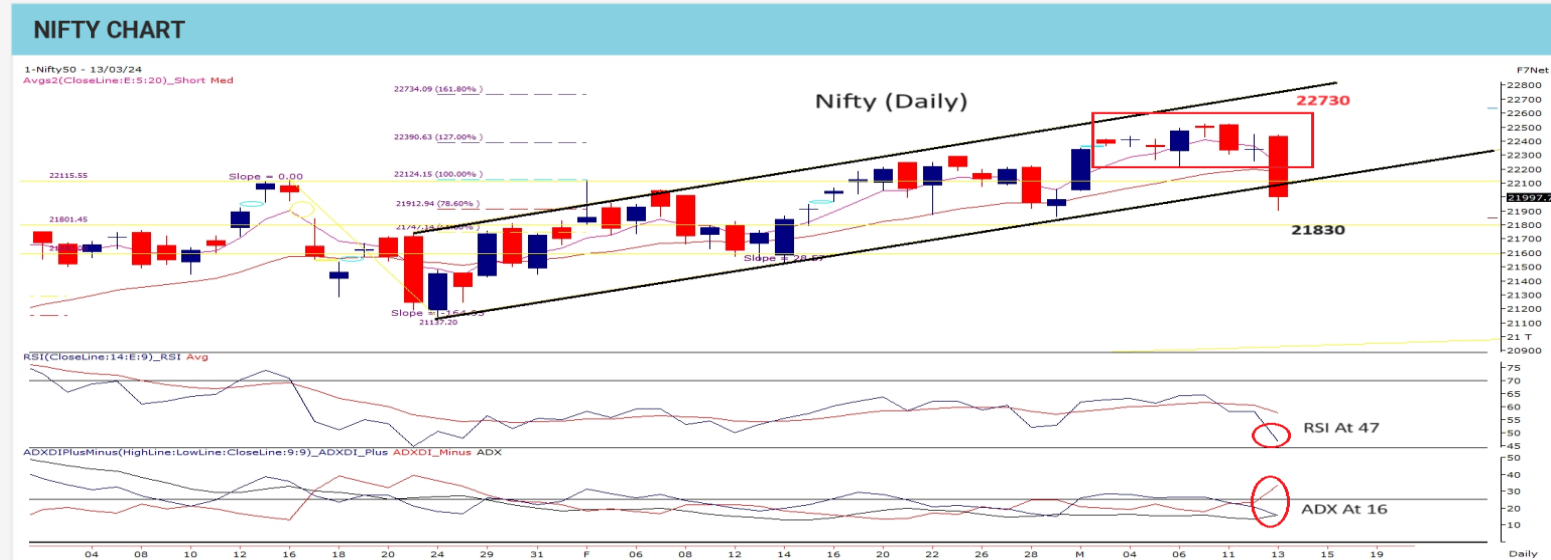 NIFTY CHART
1-Nifty50 - 13/03/24
F7Net
Avgs2(CloseLine:E:5:20)_Short Med
22734.09 (161.80% )
Nifty (Daily)
22730
22390.63 (127.00% )
22115.55
Slope = 0.00
22124.15 (100.00% )
21912.94 (78.60% )
21801.45
21830
Slope = 28.57
Slope = -164.93
21137.20
22800
22700
22600
22500
22400
22300
22200
22100
21997.7
21900
21800
21700
21600
21500
21400
21300
21200
21100
21 T
20900
RSI(CloseLine:14:E:9)_RSI Avg
75
70
65
60
55
50
45
RSI At 47
ADXDIPlusMinus(HighLine:LowLine:CloseLine:9:9)_ADXDI_Plus ADXDI_Minus ADX
50
40
30
20
10
ADX At 16
04 08 10 12 16 18 20 24 29 31 F 06 08 12 14 16 20 22 26 28 M 04 06 11 13 15 19 Daily